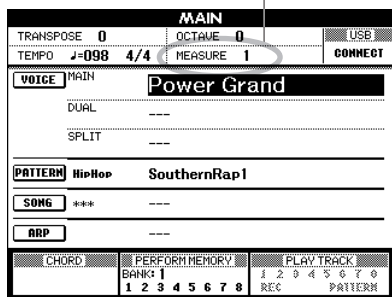 MAIN
TRANSPOSE 0 OCTAVE 0 USB
TEMPO ♩=098 4/4 MEASURE 1 CONNECT
VOICE MAIN Power Grand
DUAL ---
SPLIT ---
PATTERN HipHop SouthernRap1
SONG *** ---
ARP ---
CHORD PERFORM MEMORY PLAY TRACK
BANK: 1 1 2 3 4 5 6 7 8
1 2 3 4 5 6 7 8 REC PATTERN